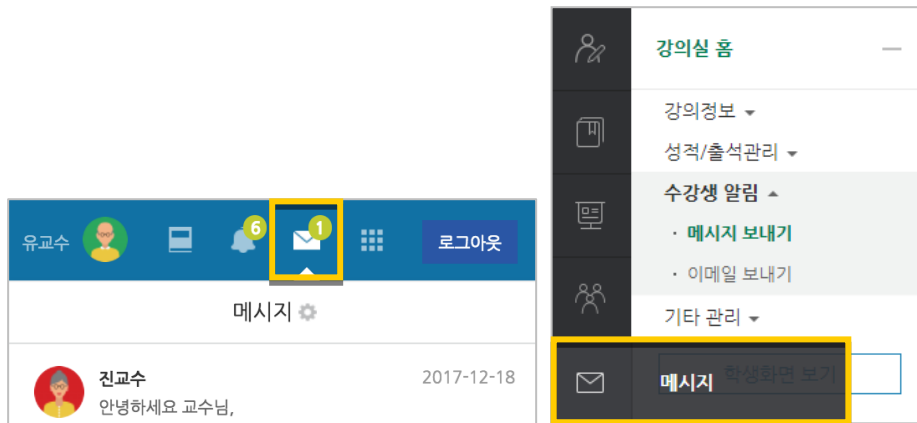 유교수
6
1
로그아웃
메시지
진교수
2017-12-18
안녕하세요 교수님,
강의실 홈
강의정보
성적/출석관리
수강생 알림
· 메시지 보내기
· 이메일 보내기
기타 관리
메시지
학생화면 보기